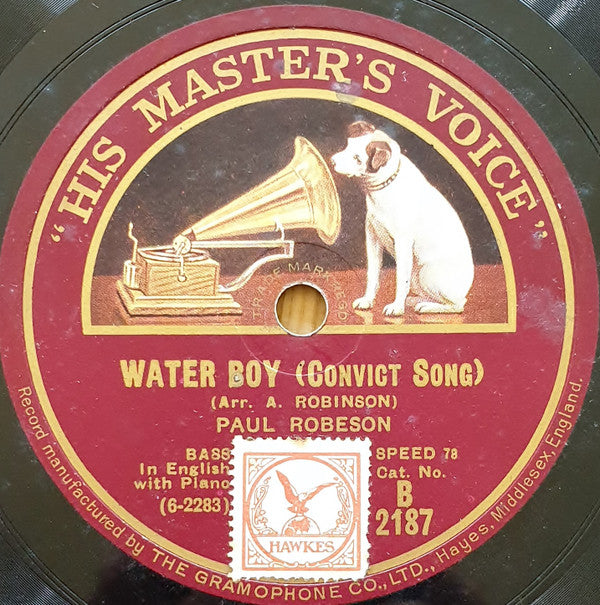 "HIS MASTER'S VOICE"
TRADE MARK REGD
WATER BOY (CONVICT SONG)
(Arr. A. ROBINSON)
PAUL ROBESON
BASS
In English
with Piano
(6-2283)
SPEED 78
Cat. No.
B
2187
HAWKES
Record manufactured by THE GRAMOPHONE CO., LTD., Hayes, Middlesex, England.